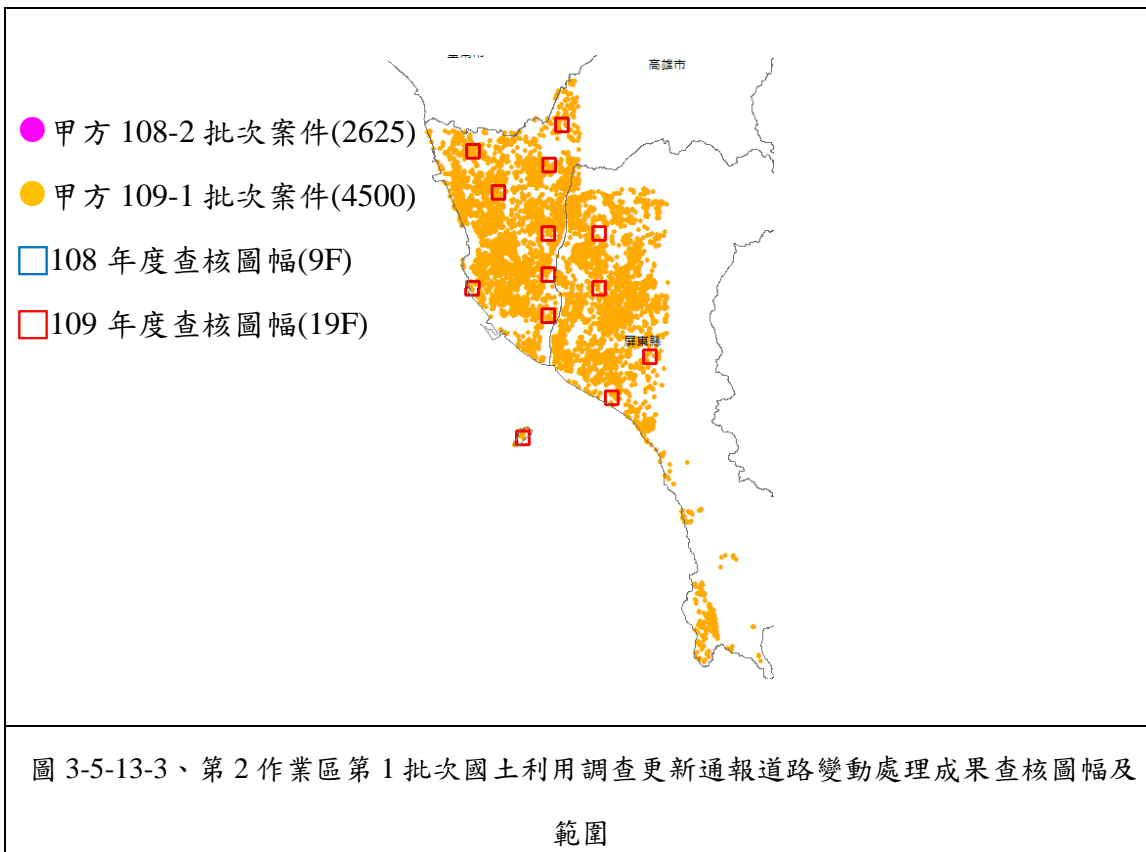 高雄市
甲方 108-2 批次案件(2625)
甲方 109-1 批次案件(4500)
108 年度查核圖幅(9F)
109 年度查核圖幅(19F)
屏東縣
圖 3-5-13-3、第 2 作業區第 1 批次國土利用調查更新通報道路變動處理成果查核圖幅及
範圍